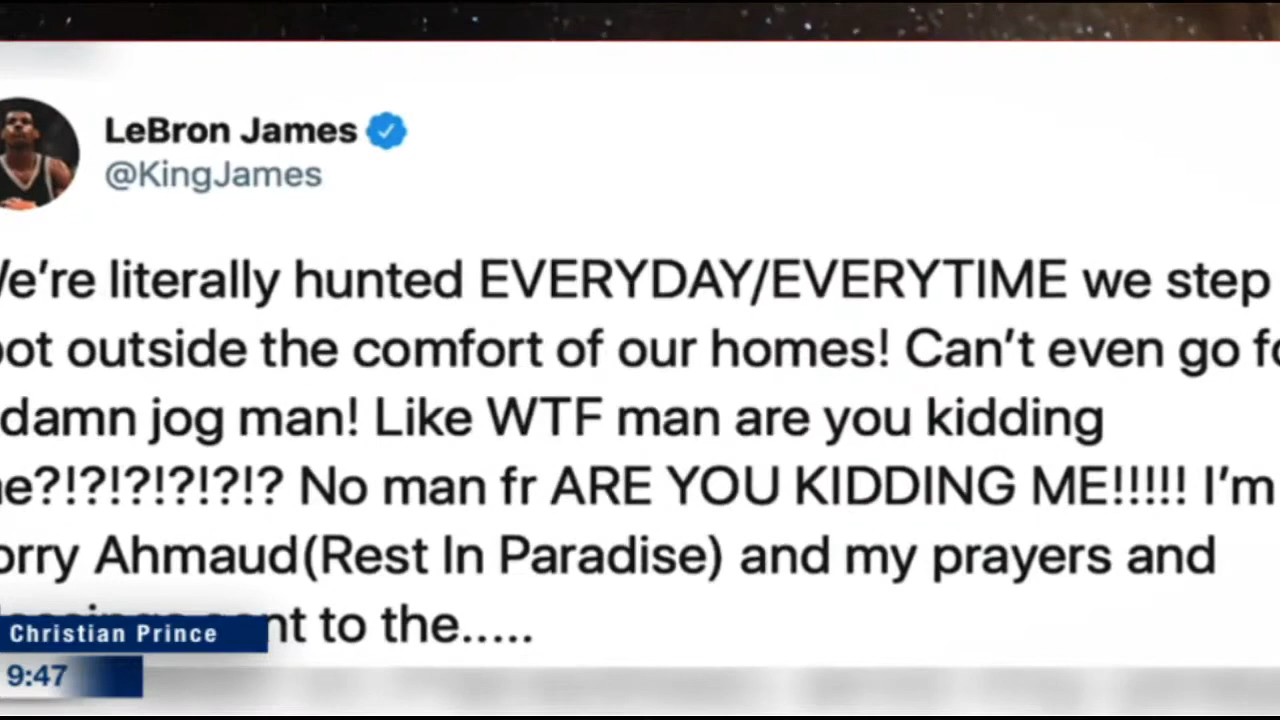 LeBron James
@KingJames
e're literally hunted EVERYDAY/EVERYTIME we step
ot outside the comfort of our homes! Can't even go fo
damn jog man! Like WTF man are you kidding
e?!?!?!?!?!? No man fr ARE YOU KIDDING ME!!!!! I'm
orry Ahmaud(Rest In Paradise) and my prayers and
nt to the.....
Christian Prince
9:47